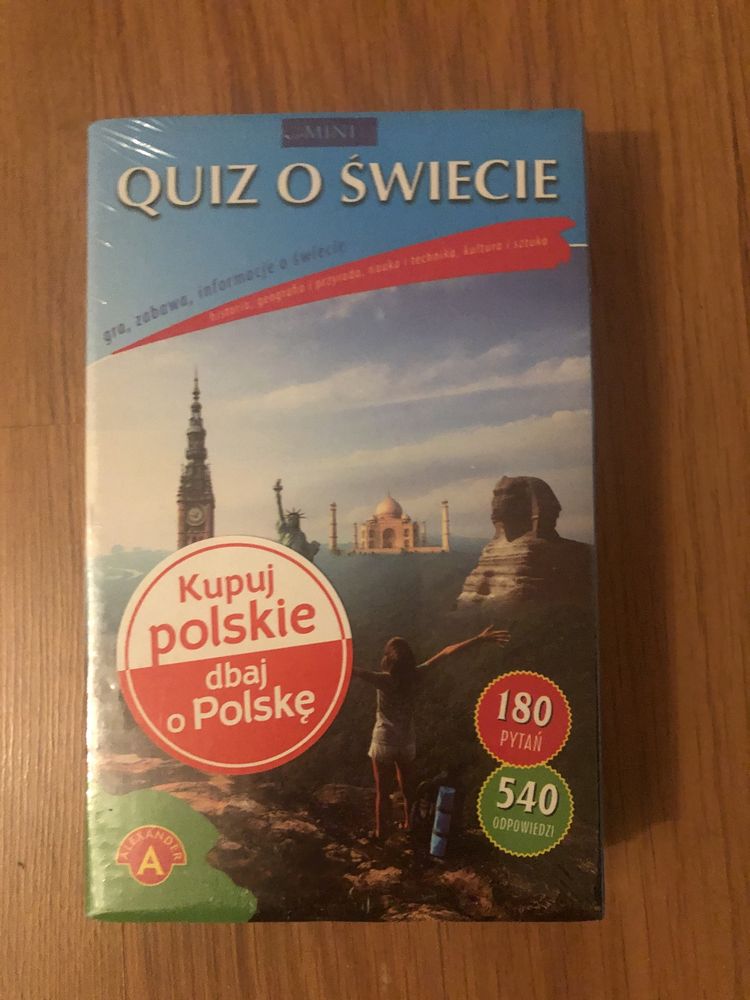 MINI
QUIZ O ŚWIECIE
gra, zabawa, informacje o świecie
historia, geografia i przyroda, nauka i technika, kultura i sztuka
Kupuj
polskie
dbaj
o Polskę
180
PYTAŃ
540
ODPOWIEDZI
ALEXANDER
A